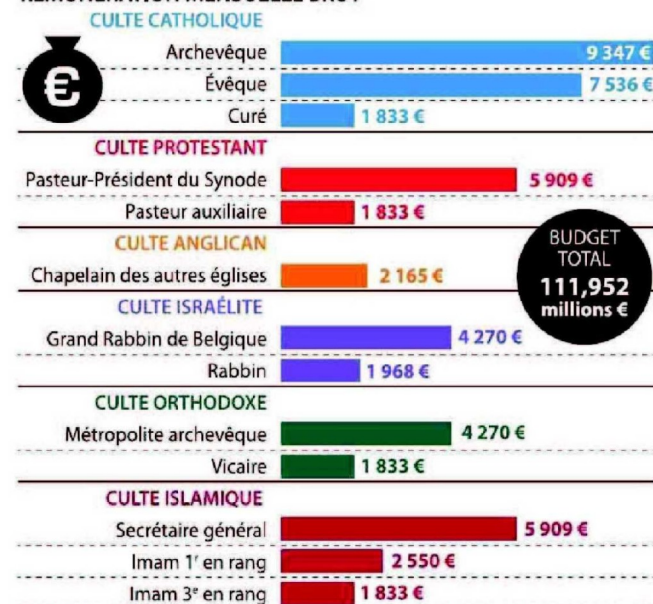 CULTE CATHOLIQUE
€
Archevêque 9 347 €
Évêque 7 536 €
Curé 1 833 €
CULTE PROTESTANT
Pasteur-Président du Synode 5 909 €
Pasteur auxiliaire 1 833 €
CULTE ANGLICAN
Chapelain des autres églises 2 165 €
BUDGET
TOTAL
111,952
millions €
CULTE ISRAÉLITE
Grand Rabbin de Belgique 4 270 €
Rabbin 1 968 €
CULTE ORTHODOXE
Métropolite archevêque 4 270 €
Vicaire 1 833 €
CULTE ISLAMIQUE
Secrétaire général 5 909 €
Imam 1ʳ en rang 2 550 €
Imam 3ᵉ en rang 1 833 €